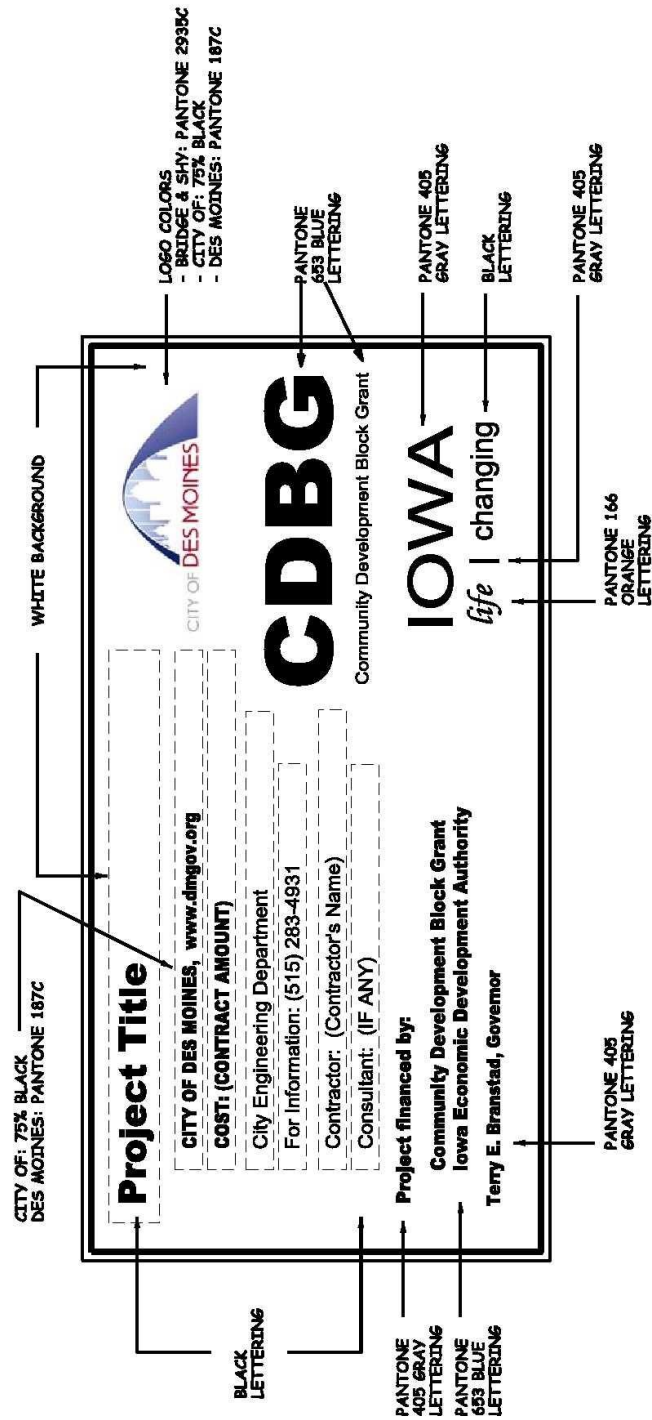 CITY OF: 75% BLACK
DES MOINES: PANTONE 187C
WHITE BACKGROUND
LOGO COLORS
- BRIDGE & SHY: PANTONE 2935C
- CITY OF: 75% BLACK
- DES MOINES: PANTONE 187C
BLACK
LETTERING
Project Title
CITY OF DES MOINES, www.dmgov.org
COST: (CONTRACT AMOUNT)
City Engineering Department
For Information: (515) 283-4931
Contractor: (Contractor's Name)
Consultant: (IF ANY)
CITY OF DES MOINES
CDBG
Community Development Block Grant
PANTONE
653 BLUE
LETTERING
Project financed by:
Community Development Block Grant
Iowa Economic Development Authority
Terry E. Branstad, Governor
IOWA
life | changing
PANTONE
405 GRAY
LETTERING
PANTONE
653 BLUE
LETTERING
PANTONE 405
GRAY LETTERING
BLACK
LETTERING
PANTONE 405
GRAY LETTERING
PANTONE 166
ORANGE
LETTERING
PANTONE 405
GRAY LETTERING